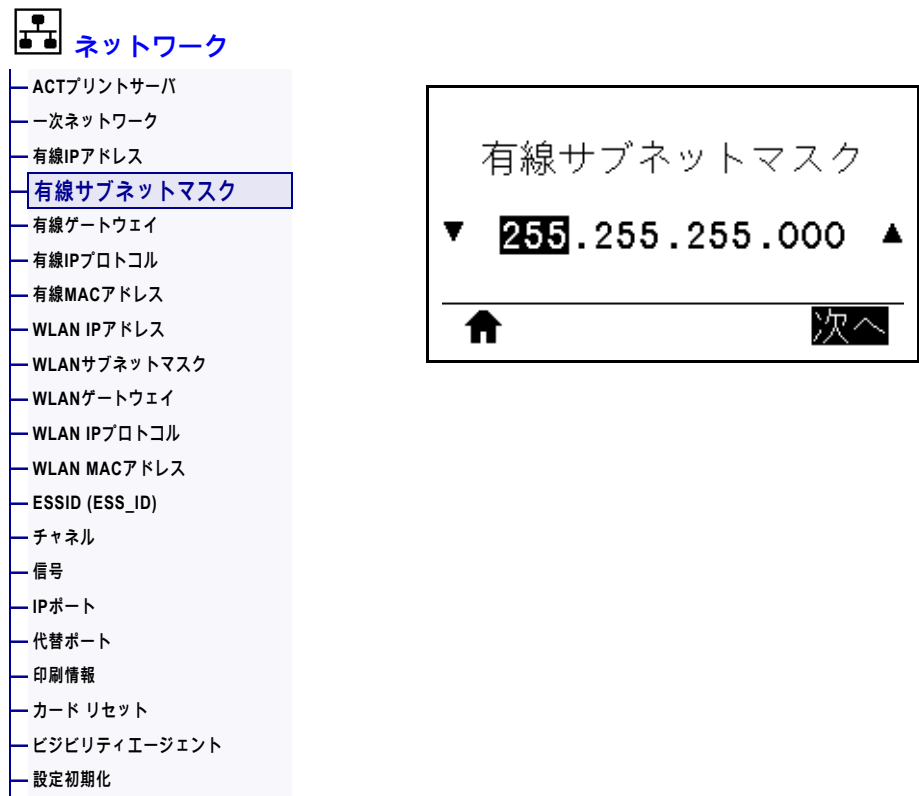 ネットワーク
ACTプリントサーバ
一次ネットワーク
有線IPアドレス
有線サブネットマスク
有線ゲートウェイ
有線IPプロトコル
有線MACアドレス
WLAN IPアドレス
WLANサブネットマスク
WLANゲートウェイ
WLAN IPプロトコル
WLAN MACアドレス
ESSID (ESS_ID)
チャネル
信号
IPポート
代替ポート
印刷情報
カード リセット
ビジビリティエージェント
設定初期化
有線サブネットマスク
▼ 255.255.255.000 ▲
次へ